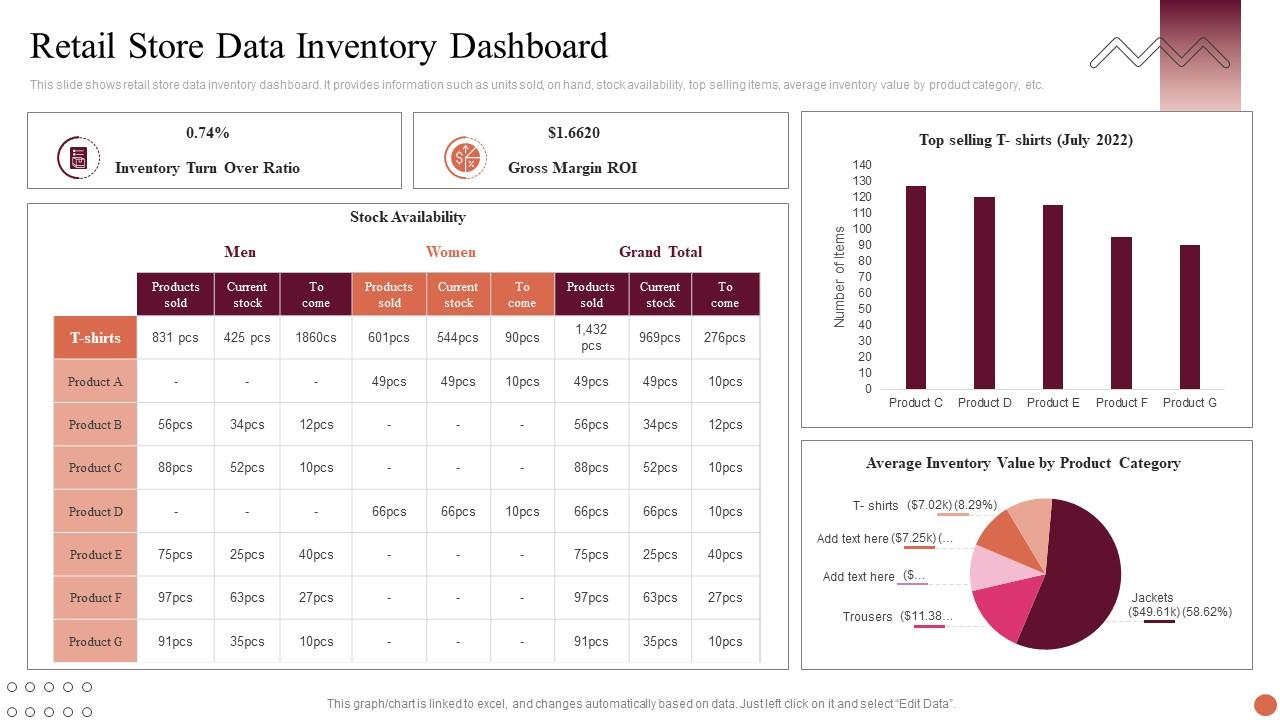 Retail Store Data Inventory Dashboard
This slide shows retail store data inventory dashboard. It provides information such as units sold, on hand, stock availability, top selling items, average inventory value by product category, etc.
0.74%
Inventory Turn Over Ratio
$1.6620
Gross Margin ROI
Stock Availability
Men Women Grand Total
Products sold Current stock To come Products sold Current stock To come Products sold Current stock To come
T-shirts 831 pcs 425 pcs 1860cs 601pcs 544pcs 90pcs 1,432 pcs 969pcs 276pcs
Product A - - - 49pcs 49pcs 10pcs 49pcs 49pcs 10pcs
Product B 56pcs 34pcs 12pcs - - - 56pcs 34pcs 12pcs
Product C 88pcs 52pcs 10pcs - - - 88pcs 52pcs 10pcs
Product D - - - 66pcs 66pcs 10pcs 66pcs 66pcs 10pcs
Product E 75pcs 25pcs 40pcs - - - 75pcs 25pcs 40pcs
Product F 97pcs 63pcs 27pcs - - - 97pcs 63pcs 27pcs
Product G 91pcs 35pcs 10pcs - - - 91pcs 35pcs 10pcs
Top selling T- shirts (July 2022)
Number of Items
140
130
120
110
100
90
80
70
60
50
40
30
20
10
0
Product C Product D Product E Product F Product G
Average Inventory Value by Product Category
T- shirts ($7.02k) (8.29%)
Add text here ($7.25k) (...
Add text here ($...
Trousers ($11.38...
Jackets
($49.61k) (58.62%)
This graph/chart is linked to excel, and changes automatically based on data. Just left click on it and select “Edit Data”.